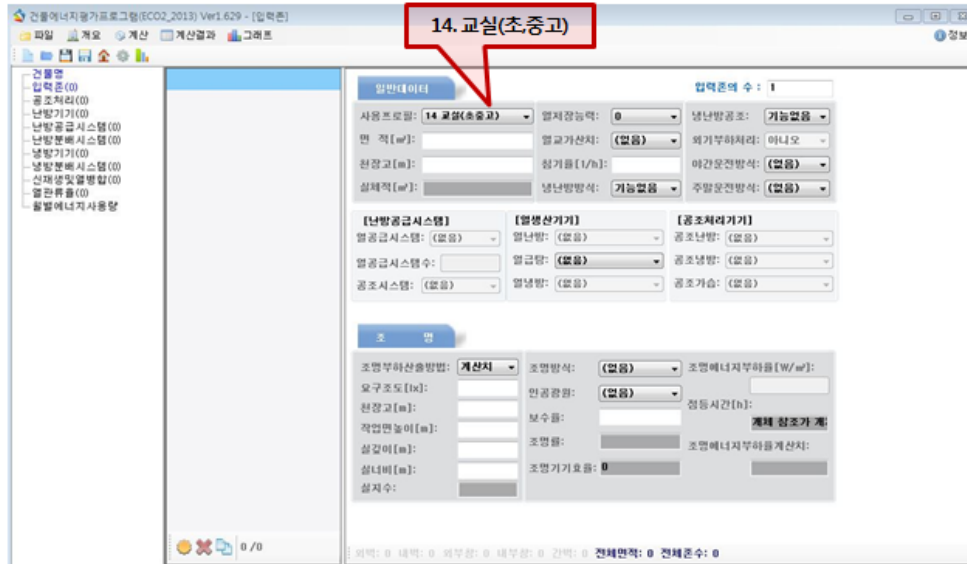 건물에너지평가프로그램(ECO2_2013) Ver1.629 - [입력존]
파일 개요 계산 계산결과 그래프
정보
14. 교실(초,중고)
건물명
입력존(0)
공조처리(0)
난방기기(0)
난방공급시스템(0)
난방분배시스템(0)
냉방기기(0)
냉방분배시스템(0)
신재생및열병합(0)
열관류율(0)
월별에너지사용량
일반데이터 입력존의 수 : 1
사용프로필: 14 교실(초중고) 열저장능력: 0 냉난방공조: 기능없음
면 적[㎡]: 열교가산치: (없음) 외기부하처리: 아니오
천장고[m]: 침기율[1/h]: 야간운전방식: (없음)
실체적[㎥]: 냉난방방식: 기능없음 주말운전방식: (없음)
[난방공급시스템] [열생산기기] [공조처리기기]
열공급시스템: (없음) 열난방: (없음) 공조난방: (없음)
열공급시스템수: 열급탕: (없음) 공조냉방: (없음)
공조시스템: (없음) 열냉방: (없음) 공조가습: (없음)
조 명
조명부하산출방법: 계산치 조명방식: (없음) 조명에너지부하율[W/㎡]:
요구조도[lx]: 인공광원: (없음)
천장고[m]: 점등시간[h]:
작업면높이[m]: 보수율: 개체 참조가 개
실깊이[m]: 조명률: 조명에너지부하율계산치:
실너비[m]: 조명기기효율: 0
실지수:
0 /0
외벽: 0 내벽: 0 외부창: 0 내부창: 0 간벽: 0 전체면적: 0 전체존수: 0